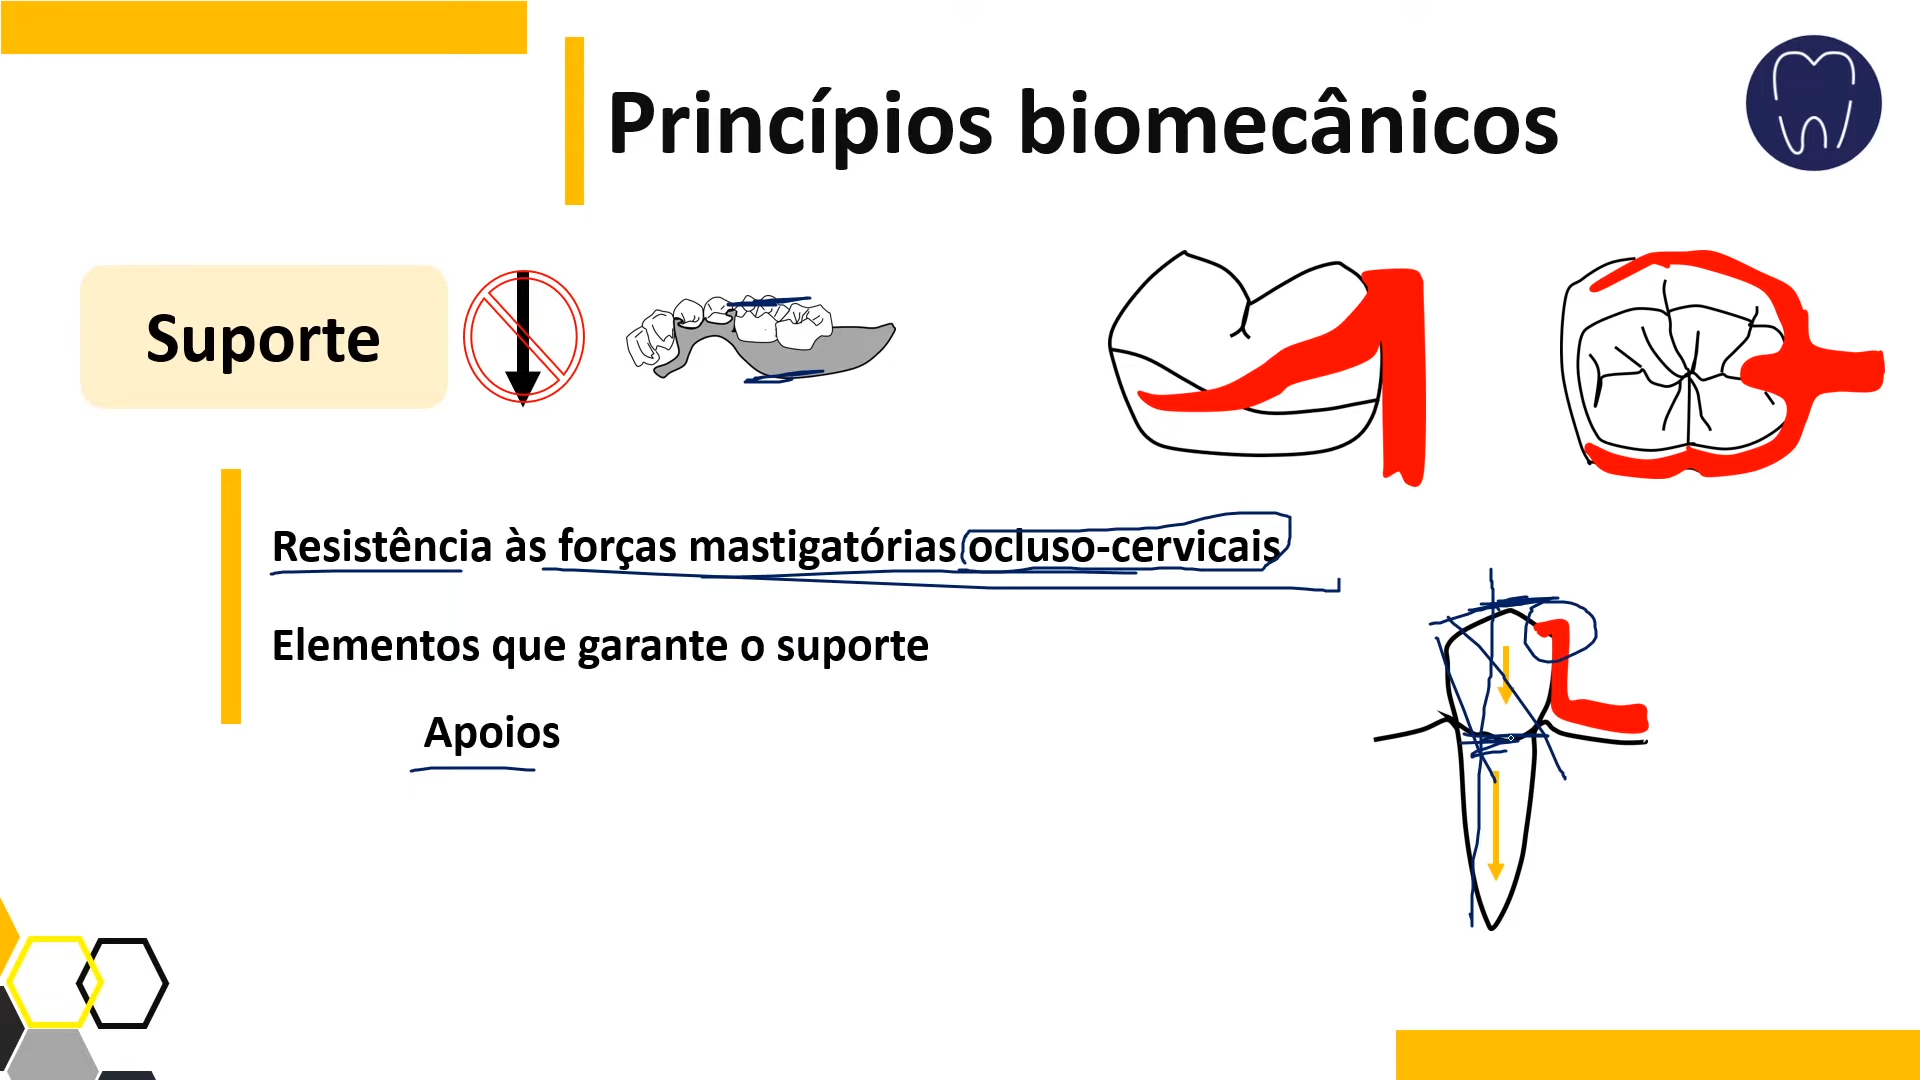 Princípios biomecânicos
Suporte
Resistência às forças mastigatórias ocluso-cervicais
Elementos que garante o suporte
Apoios